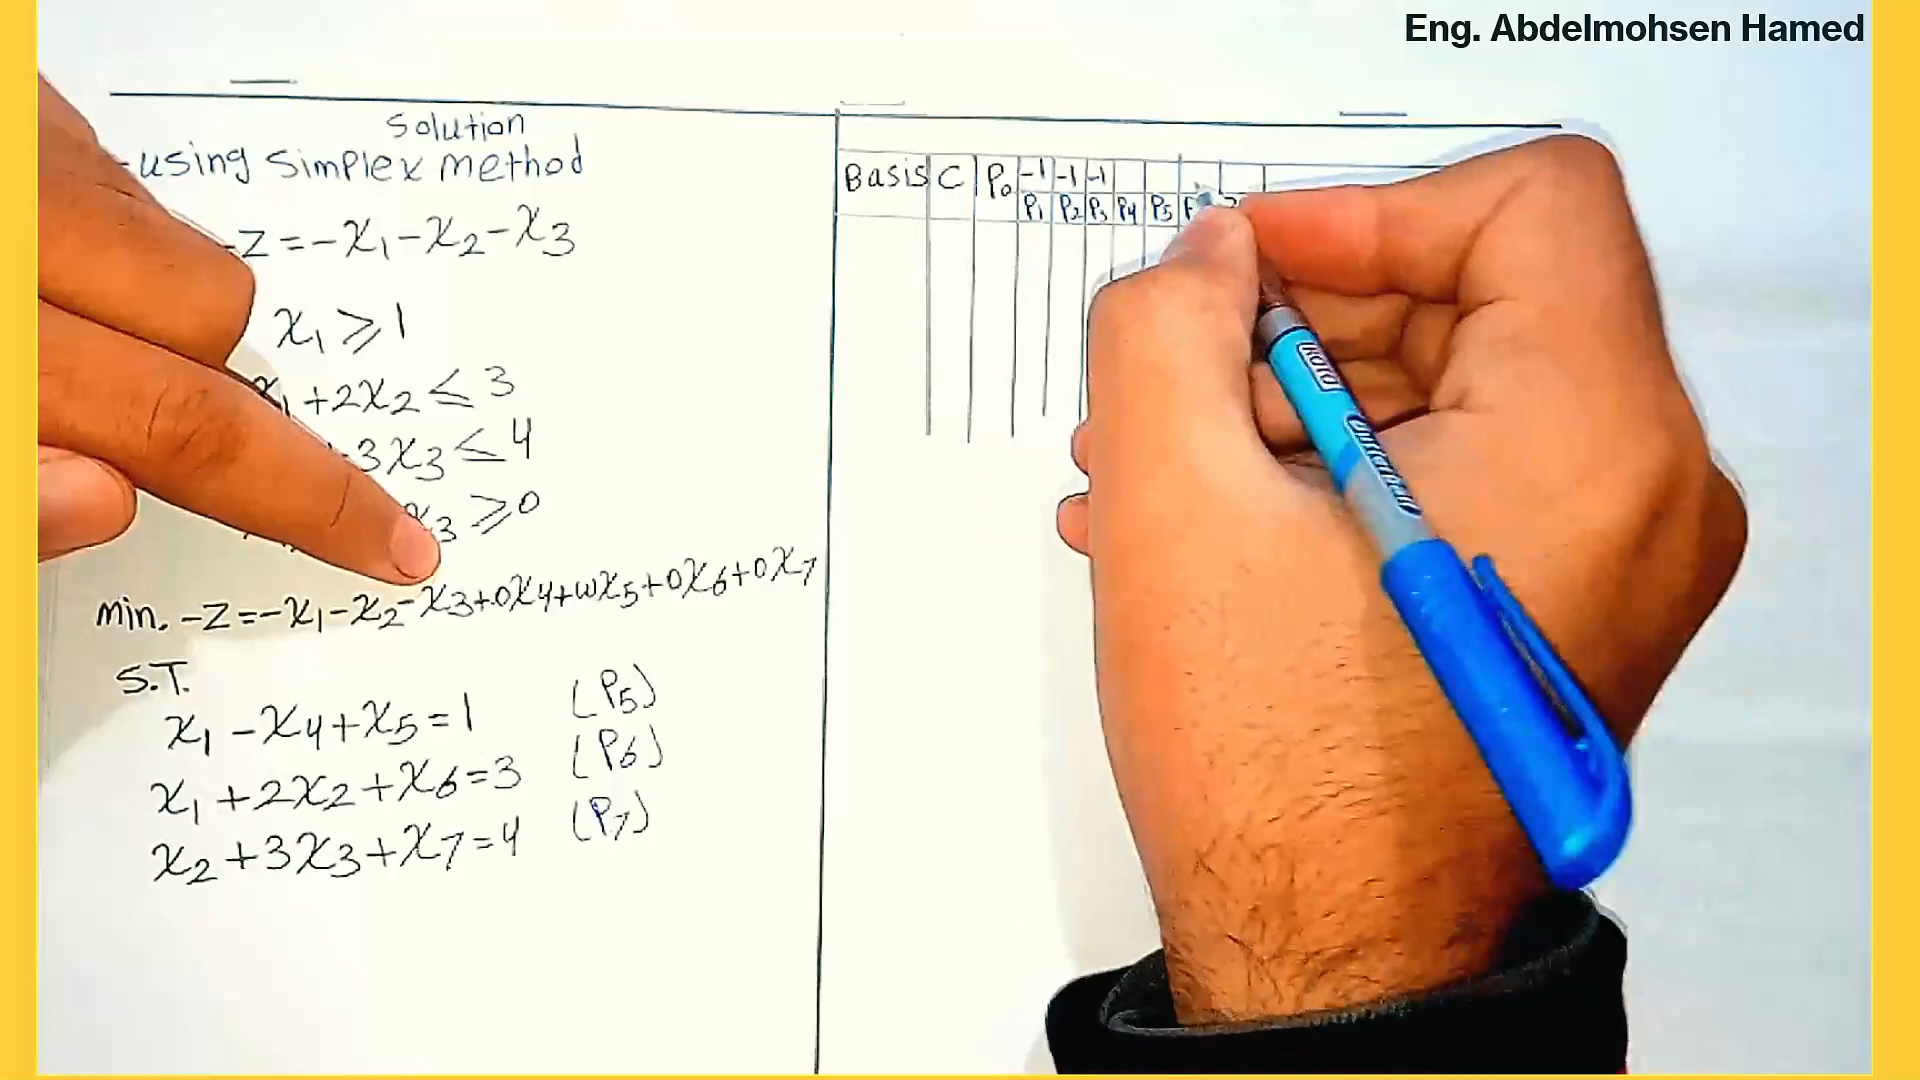 Eng. Abdelmohsen Hamed
Solution
-using Simplex method
-Z=-x₁-x₂-x₃
x₁≥1
x₁+2x₂≤3
3x₃≤4
x₃≥0
min. -Z=-x₁-x₂-x₃+0x₄+wx₅+0x₆+0x₇
S.T.
x₁-x₄+x₅=1 (P₅)
x₁+2x₂+x₆=3 (P₆)
x₂+3x₃+x₇=4 (P₇)
Basis C P₀ -1 -1 -1
P₁ P₂ P₃ P₄ P₅